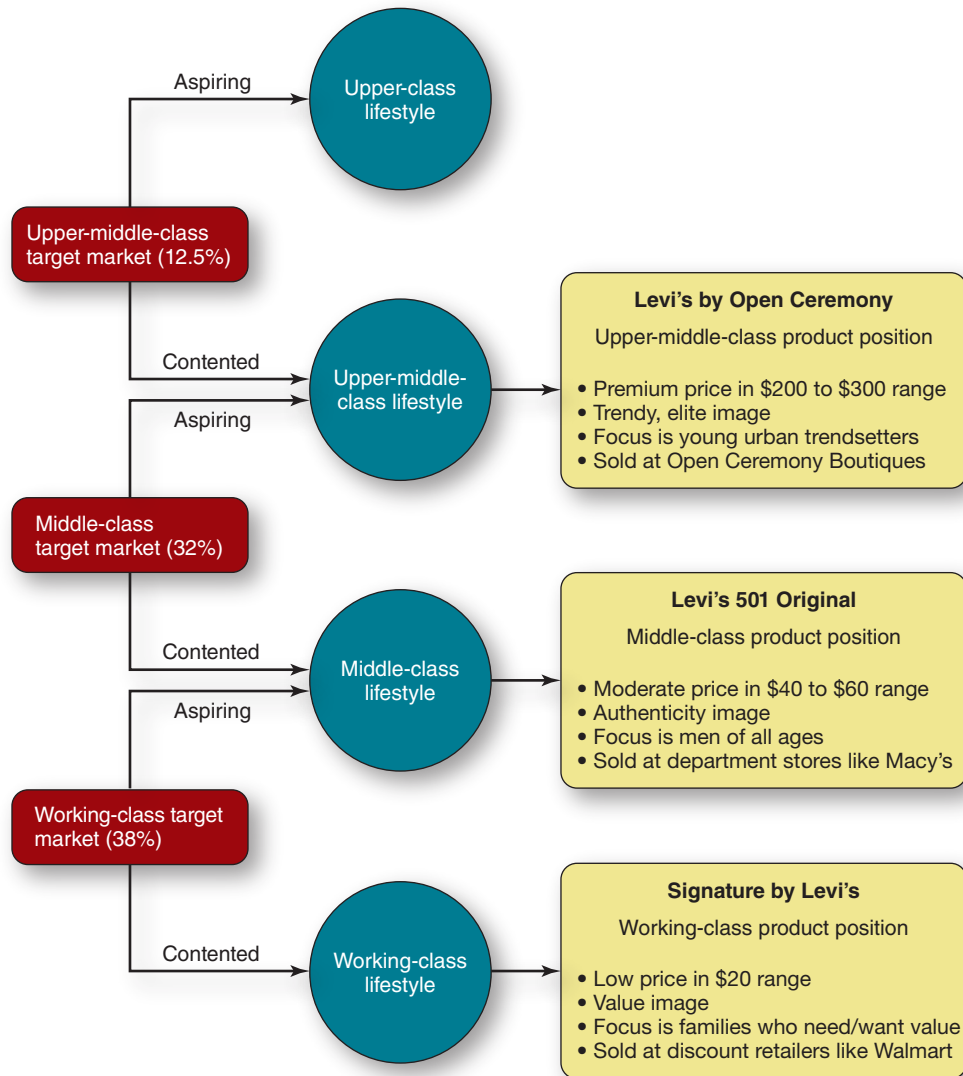 Aspiring
Upper-class
lifestyle
Upper-middle-class
target market (12.5%)
Contented
Upper-middle-
class lifestyle
Aspiring
Levi's by Open Ceremony
Upper-middle-class product position
• Premium price in $200 to $300 range
• Trendy, elite image
• Focus is young urban trendsetters
• Sold at Open Ceremony Boutiques
Middle-class
target market (32%)
Contented
Middle-class
lifestyle
Aspiring
Levi's 501 Original
Middle-class product position
• Moderate price in $40 to $60 range
• Authenticity image
• Focus is men of all ages
• Sold at department stores like Macy's
Working-class target
market (38%)
Contented
Working-class
lifestyle
Signature by Levi's
Working-class product position
• Low price in $20 range
• Value image
• Focus is families who need/want value
• Sold at discount retailers like Walmart